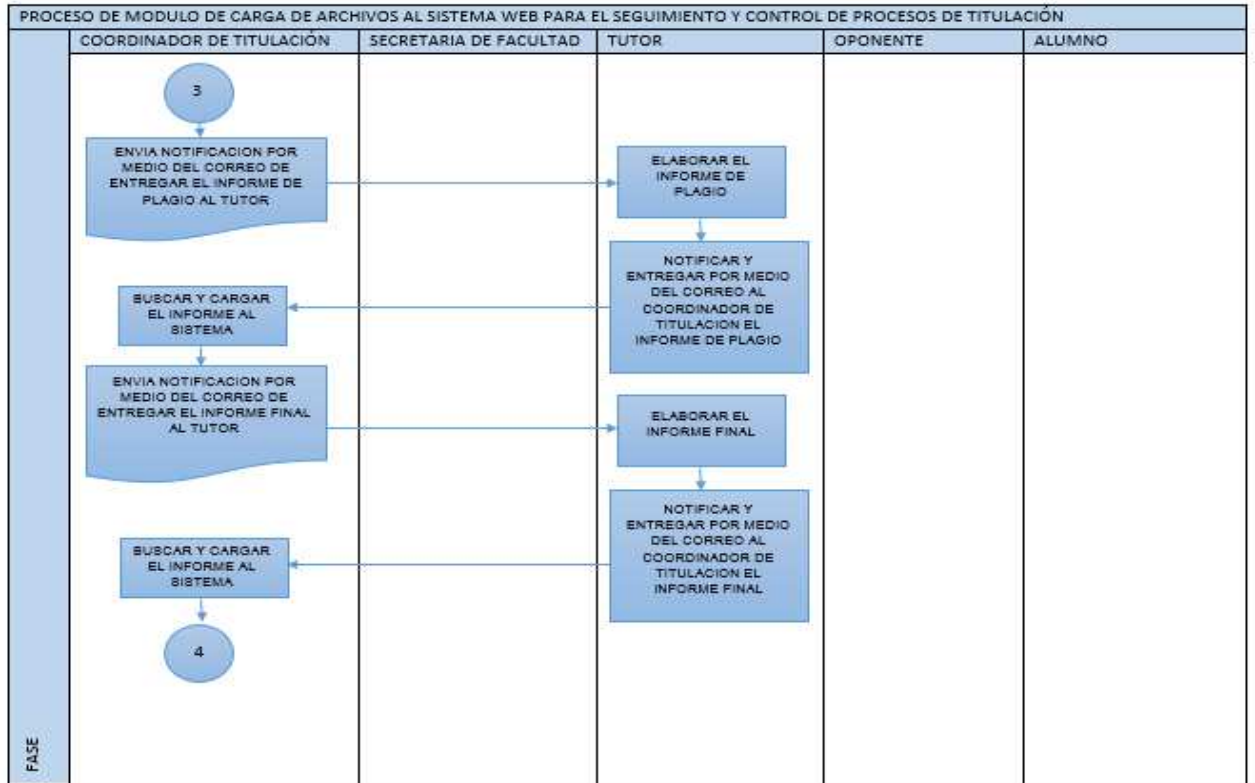 PROCESO DE MODULO DE CARGA DE ARCHIVOS AL SISTEMA WEB PARA EL SEGUIMIENTO Y CONTROL DE PROCESOS DE TITULACIÓN
COORDINADOR DE TITULACIÓN
SECRETARIA DE FACULTAD
TUTOR
OPONENTE
ALUMNO
3
ENVIA NOTIFICACION POR
MEDIO DEL CORREO DE
ENTREGAR EL INFORME DE
PLAGIO AL TUTOR
ELABORAR EL
INFORME DE
PLAGIO
NOTIFICAR Y
ENTREGAR POR MEDIO
DEL CORREO AL
COORDINADOR DE
TITULACION EL
INFORME DE PLAGIO
BUSCAR Y CARGAR
EL INFORME AL
SISTEMA
ENVIA NOTIFICACION POR
MEDIO DEL CORREO DE
ENTREGAR EL INFORME FINAL
AL TUTOR
ELABORAR EL
INFORME FINAL
NOTIFICAR Y
ENTREGAR POR MEDIO
DEL CORREO AL
COORDINADOR DE
TITULACION EL
INFORME FINAL
BUSCAR Y CARGAR
EL INFORME AL
SISTEMA
4
FASE